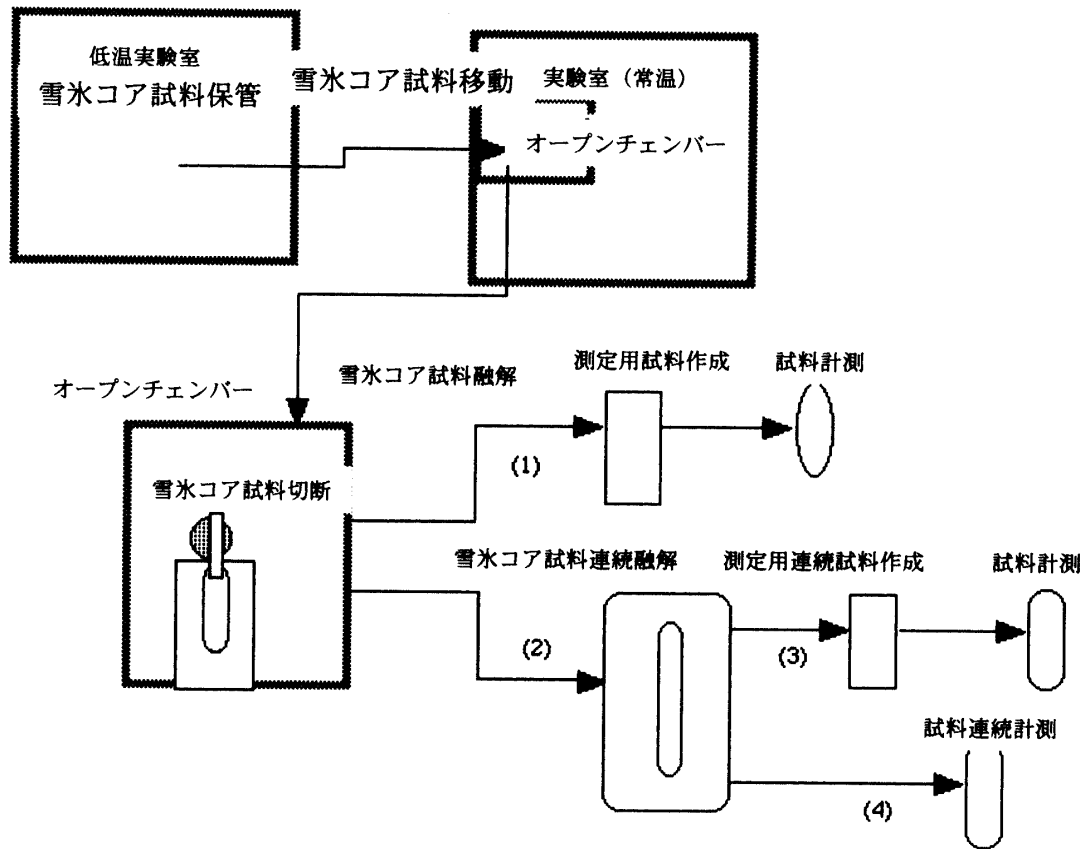 低温実験室
雪氷コア試料保管
雪氷コア試料移動
実験室（常温）
オープンチェンバー
オープンチェンバー
雪氷コア試料切断
雪氷コア試料融解
測定用試料作成
試料計測
(1)
雪氷コア試料連続融解
測定用連続試料作成
試料計測
(2)
(3)
試料連続計測
(4)